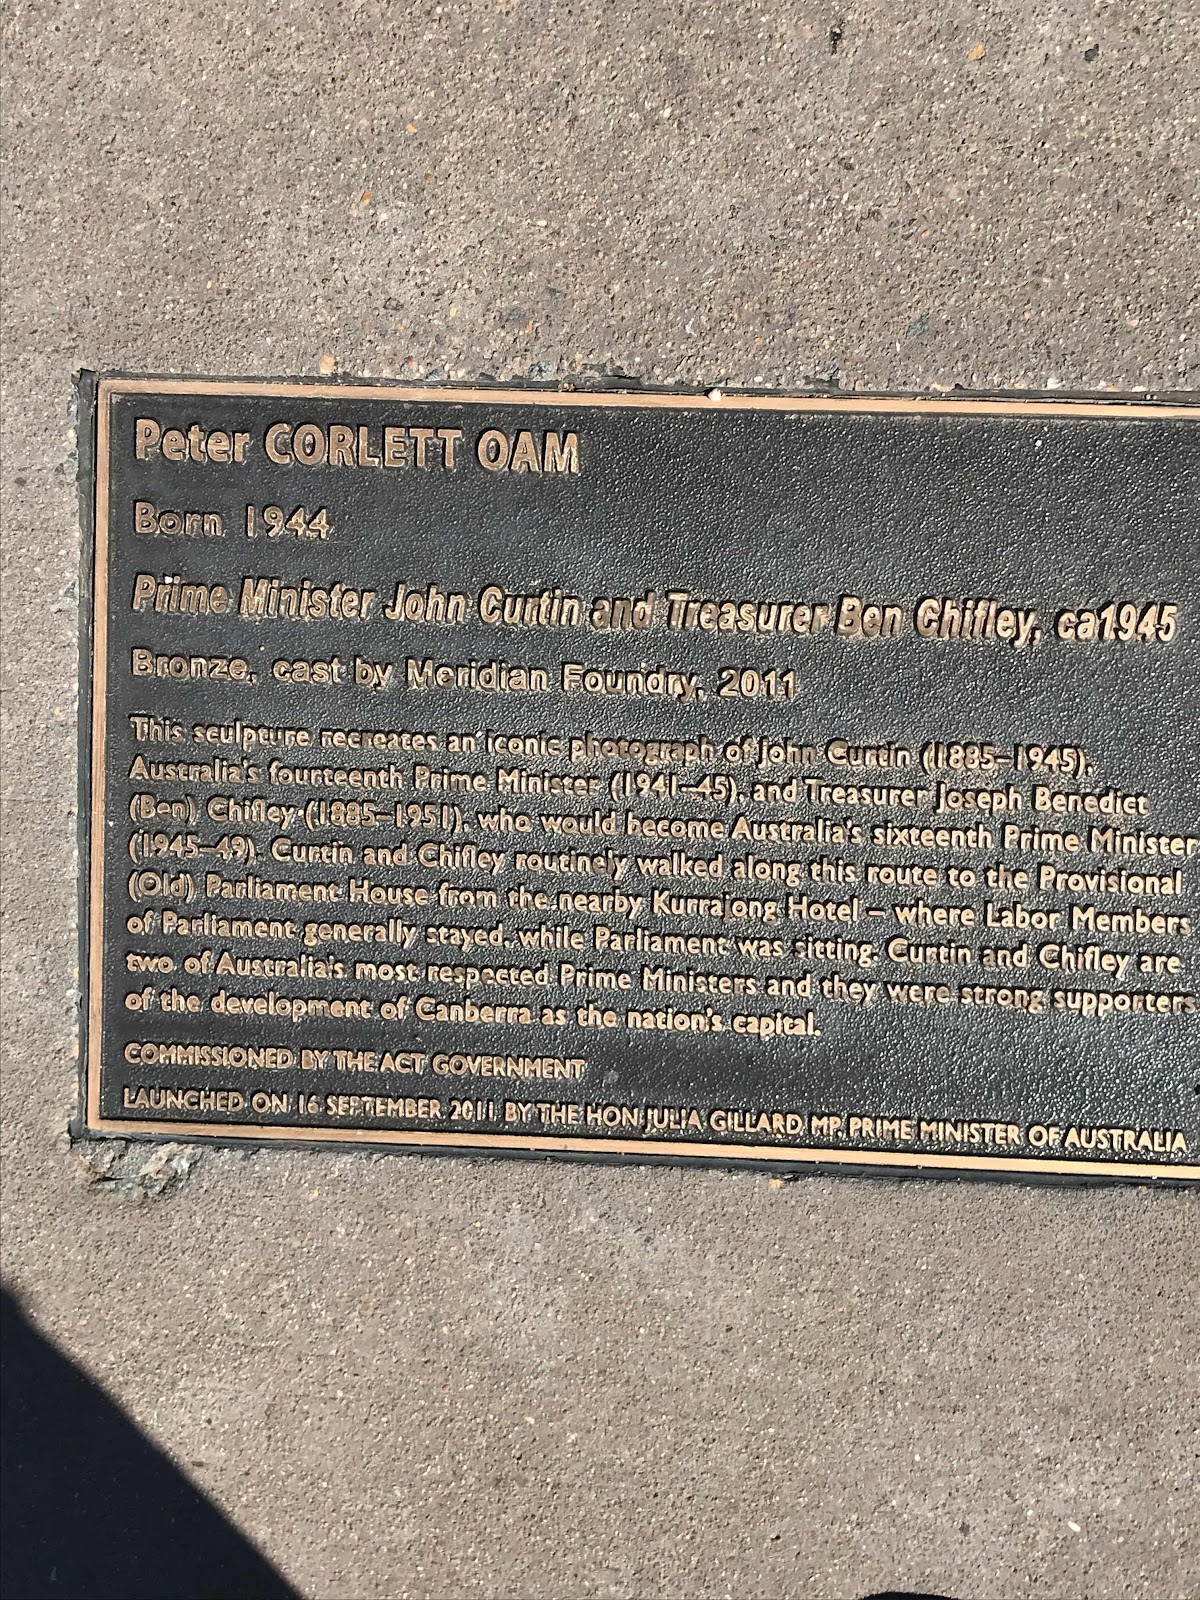 Peter CORLETT OAM
Born 1944
Prime Minister John Curtin and Treasurer Ben Chifley, ca1945
Bronze, cast by Meridian Foundry, 2011
This sculpture recreates an iconic photograph of John Curtin (1885–1945),
Australia's fourteenth Prime Minister (1941–45), and Treasurer Joseph Benedict
(Ben) Chifley (1885–1951), who would become Australia's sixteenth Prime Minister
(1945–49). Curtin and Chifley routinely walked along this route to the Provisional
(Old) Parliament House from the nearby Kurrajong Hotel – where Labor Members
of Parliament generally stayed, while Parliament was sitting. Curtin and Chifley are
two of Australia's most respected Prime Ministers and they were strong supporters
of the development of Canberra as the nation's capital.
COMMISSIONED BY THE ACT GOVERNMENT
LAUNCHED ON 16 SEPTEMBER 2011 BY THE HON JULIA GILLARD MP, PRIME MINISTER OF AUSTRALIA